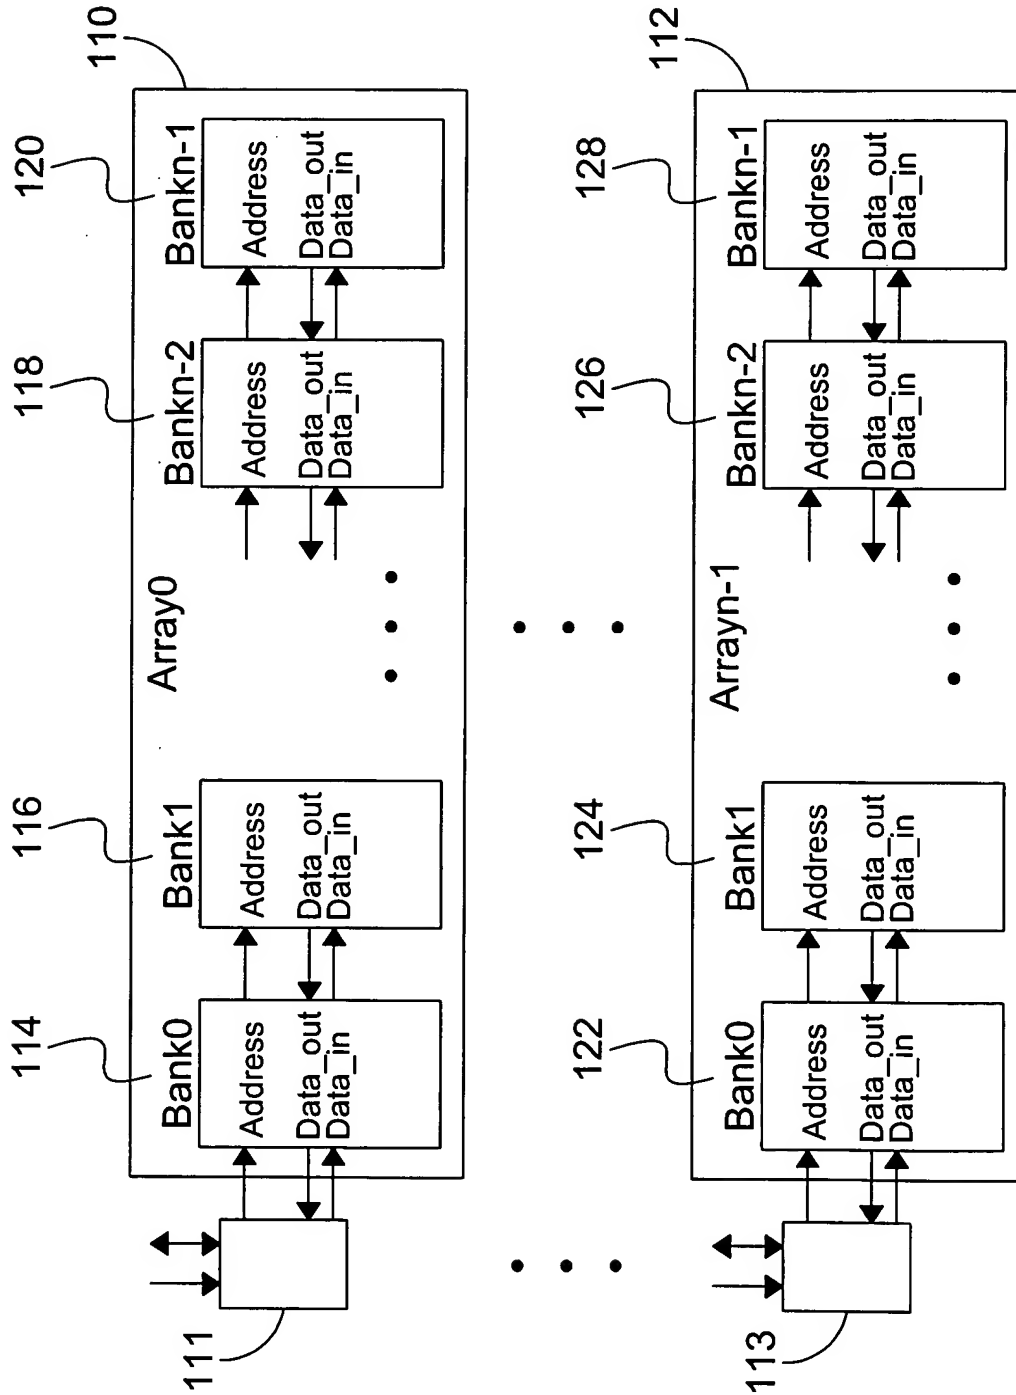 110
114
116
118
120
Array0
Bank0
Bank1
Bankn-2
Bankn-1
Address
Data_out
Data_in
Address
Data_out
Data_in
Address
Data_out
Data_in
Address
Data_out
Data_in
111
112
122
124
126
128
Arrayn-1
Bank0
Bank1
Bankn-2
Bankn-1
Address
Data_out
Data_in
Address
Data_out
Data_in
Address
Data_out
Data_in
Address
Data_out
Data_in
113